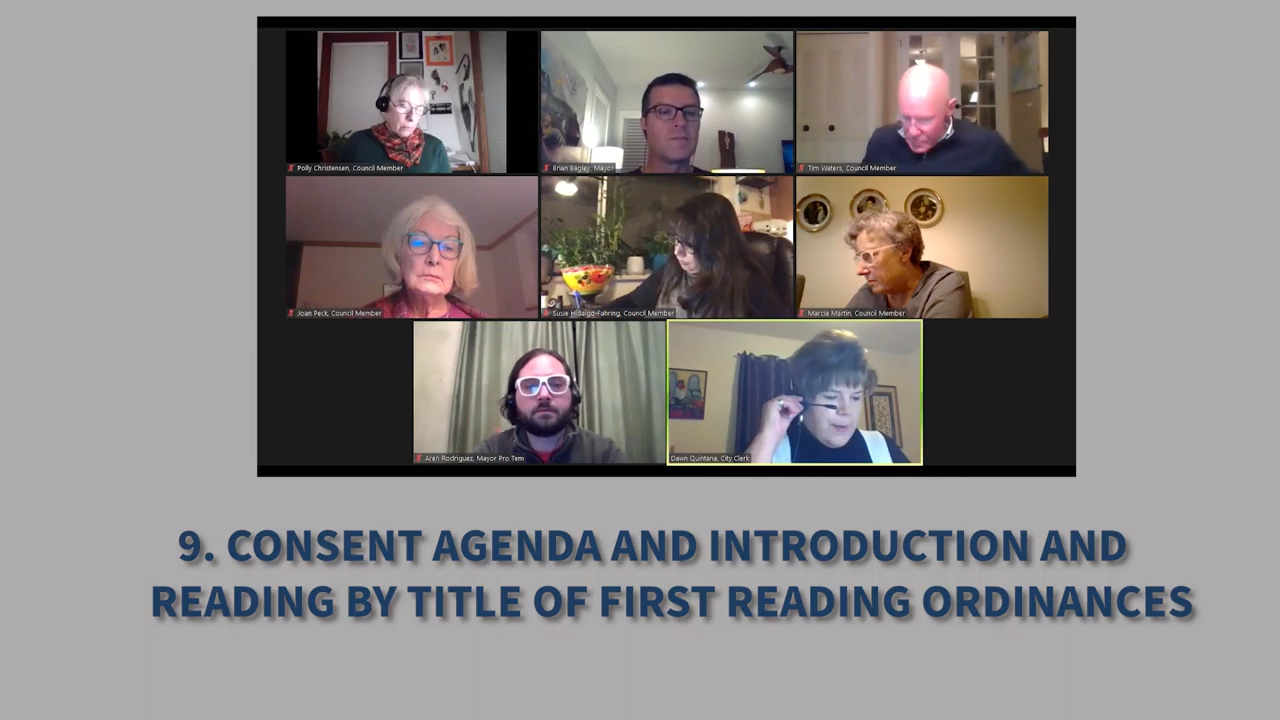 Polly Christensen, Council Member
Brian Bagley, Mayor
Tim Waters, Council Member
Joan Peck, Council Member
Susie Hidalgo-Fahring, Council Member
Marcia Martin, Council Member
Aren Rodriguez, Mayor Pro Tem
Dawn Quintana, City Clerk
9. CONSENT AGENDA AND INTRODUCTION AND
READING BY TITLE OF FIRST READING ORDINANCES